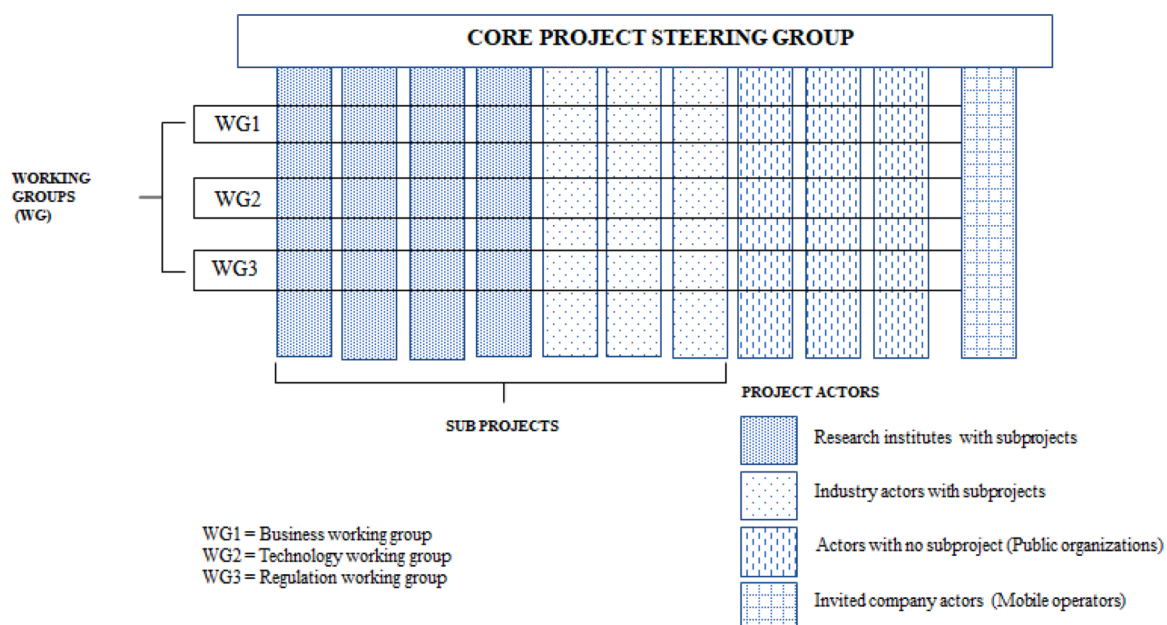 CORE PROJECT STEERING GROUP
WG1
WORKING
GROUPS
(WG)
WG2
WG3
SUB PROJECTS
PROJECT ACTORS
Research institutes with subprojects
Industry actors with subprojects
Actors with no subproject (Public organizations)
Invited company actors (Mobile operators)
WG1 = Business working group
WG2 = Technology working group
WG3 = Regulation working group